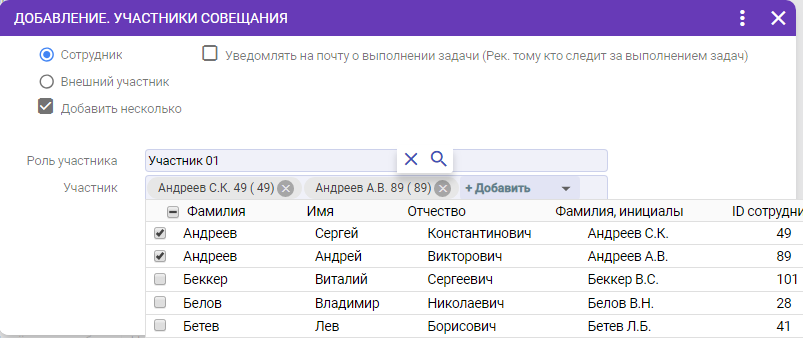 ДОБАВЛЕНИЕ. УЧАСТНИКИ СОВЕЩАНИЯ
Сотрудник Уведомлять на почту о выполнении задачи (Рек. тому кто следит за выполнением задач)
Внешний участник
Добавить несколько
Роль участника Участник 01
Участник Андреев С.К. 49 ( 49) Андреев А.В. 89 ( 89) + Добавить
Фамилия Имя Отчество Фамилия, инициалы ID сотрудни
Андреев Сергей Константинович Андреев С.К. 49
Андреев Андрей Викторович Андреев А.В. 89
Беккер Виталий Сергеевич Беккер В.С. 101
Белов Владимир Николаевич Белов В.Н. 28
Бетев Лев Борисович Бетев Л.Б. 41